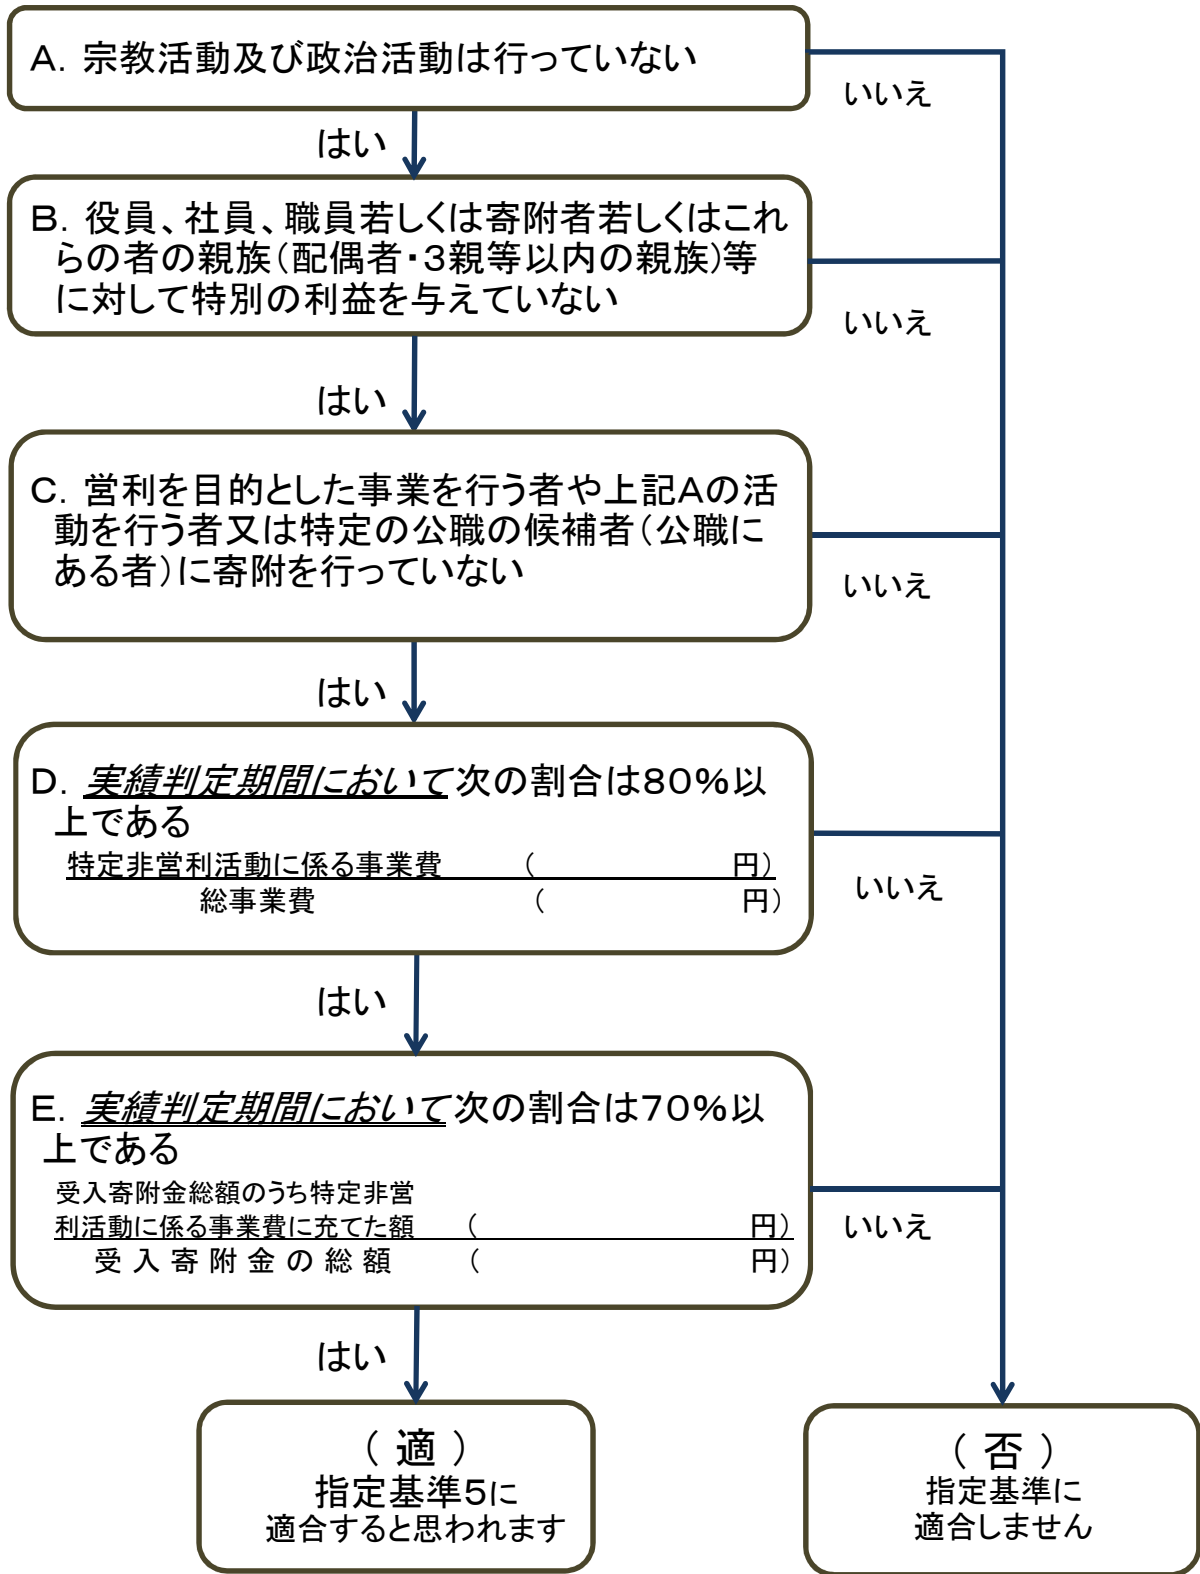 A．宗教活動及び政治活動は行っていない
いいえ
はい
B．役員、社員、職員若しくは寄附者若しくはこれ
らの者の親族（配偶者・3親等以内の親族）等
に対して特別の利益を与えていない
いいえ
はい
C．営利を目的とした事業を行う者や上記Aの活
動を行う者又は特定の公職の候補者（公職に
ある者）に寄附を行っていない
いいえ
はい
D．実績判定期間において次の割合は80％以
上である
特定非営利活動に係る事業費　（　　　　　　円）
総事業費　（　　　　　　円）
いいえ
はい
E．実績判定期間において次の割合は70％以
上である
受入寄附金総額のうち特定非営
利活動に係る事業費に充てた額　（　　　　　　円）
受 入 寄 附 金 の 総 額　（　　　　　　円）
いいえ
はい
（ 適 ）
指定基準5に
適合すると思われます
（ 否 ）
指定基準に
適合しません